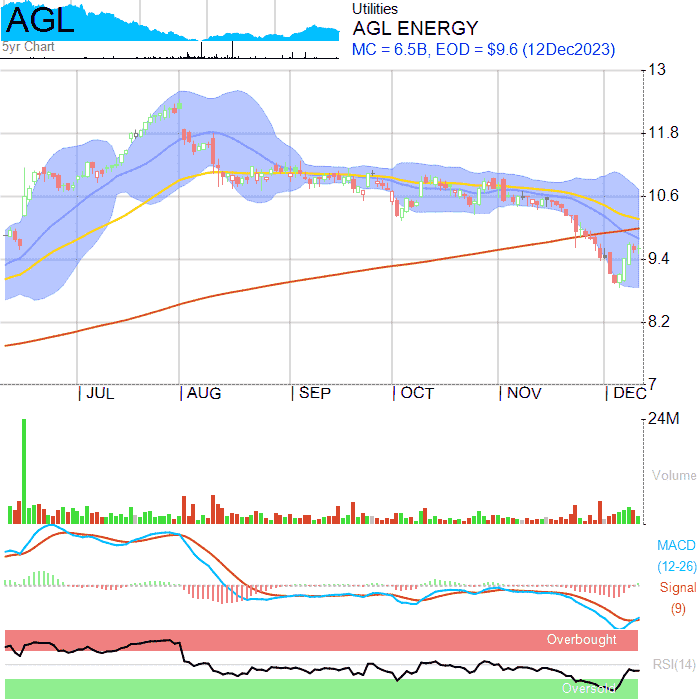 AGL
5yr Chart
Utilities
AGL ENERGY
MC = 6.5B, EOD = $9.6 (12Dec2023)
13
11.8
10.6
9.4
8.2
7
JUL
AUG
SEP
OCT
NOV
DEC
24M
Volume
MACD
(12-26)
Signal
(9)
Overbought
RSI(14)
Oversold